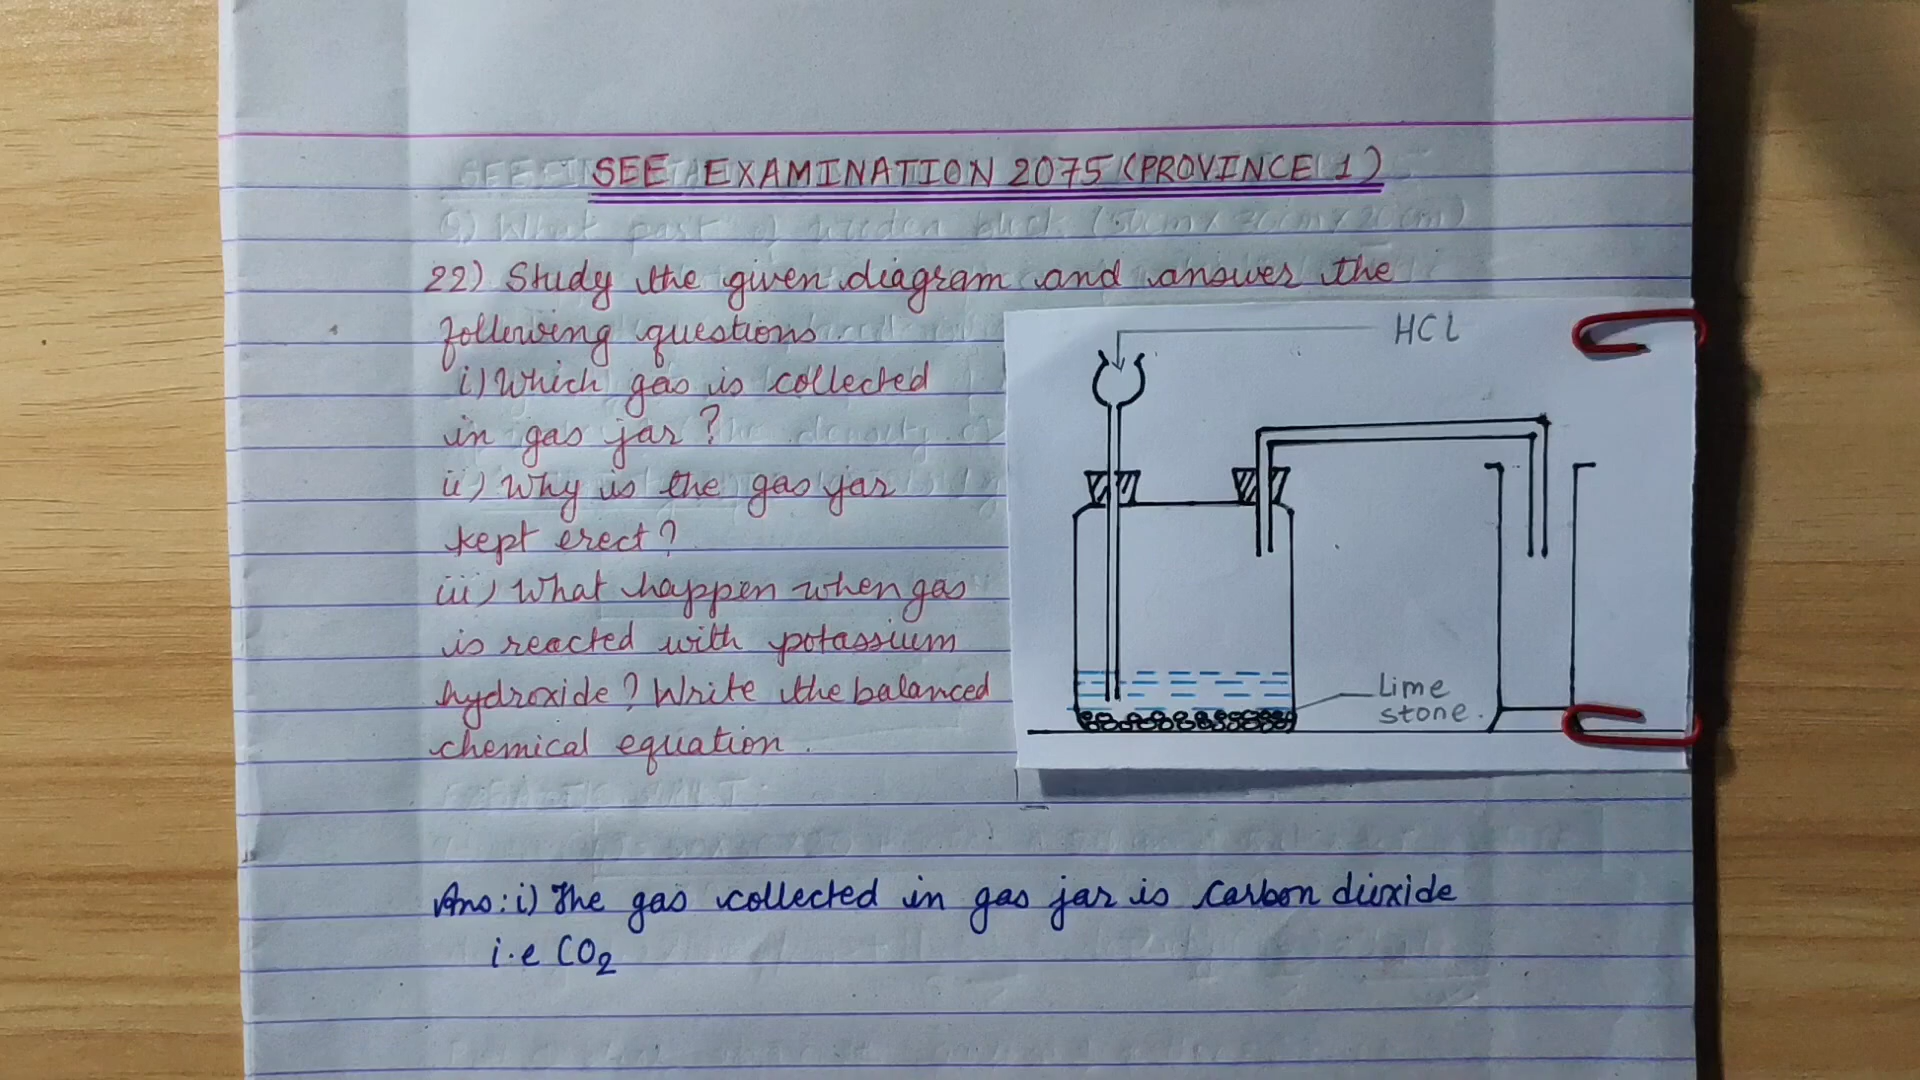 SEE EXAMINATION 2075 (PROVINCE 1)
22) Study the given diagram and answer the
following questions.
i) Which gas is collected
in gas jar?
ii) Why is the gas jar
kept erect?
iii) What happen when gas
is reacted with potassium
hydroxide? Write the balanced
chemical equation.
HCl
Lime
stone.
Ans: i) The gas collected in gas jar is carbon dioxide
i.e CO2